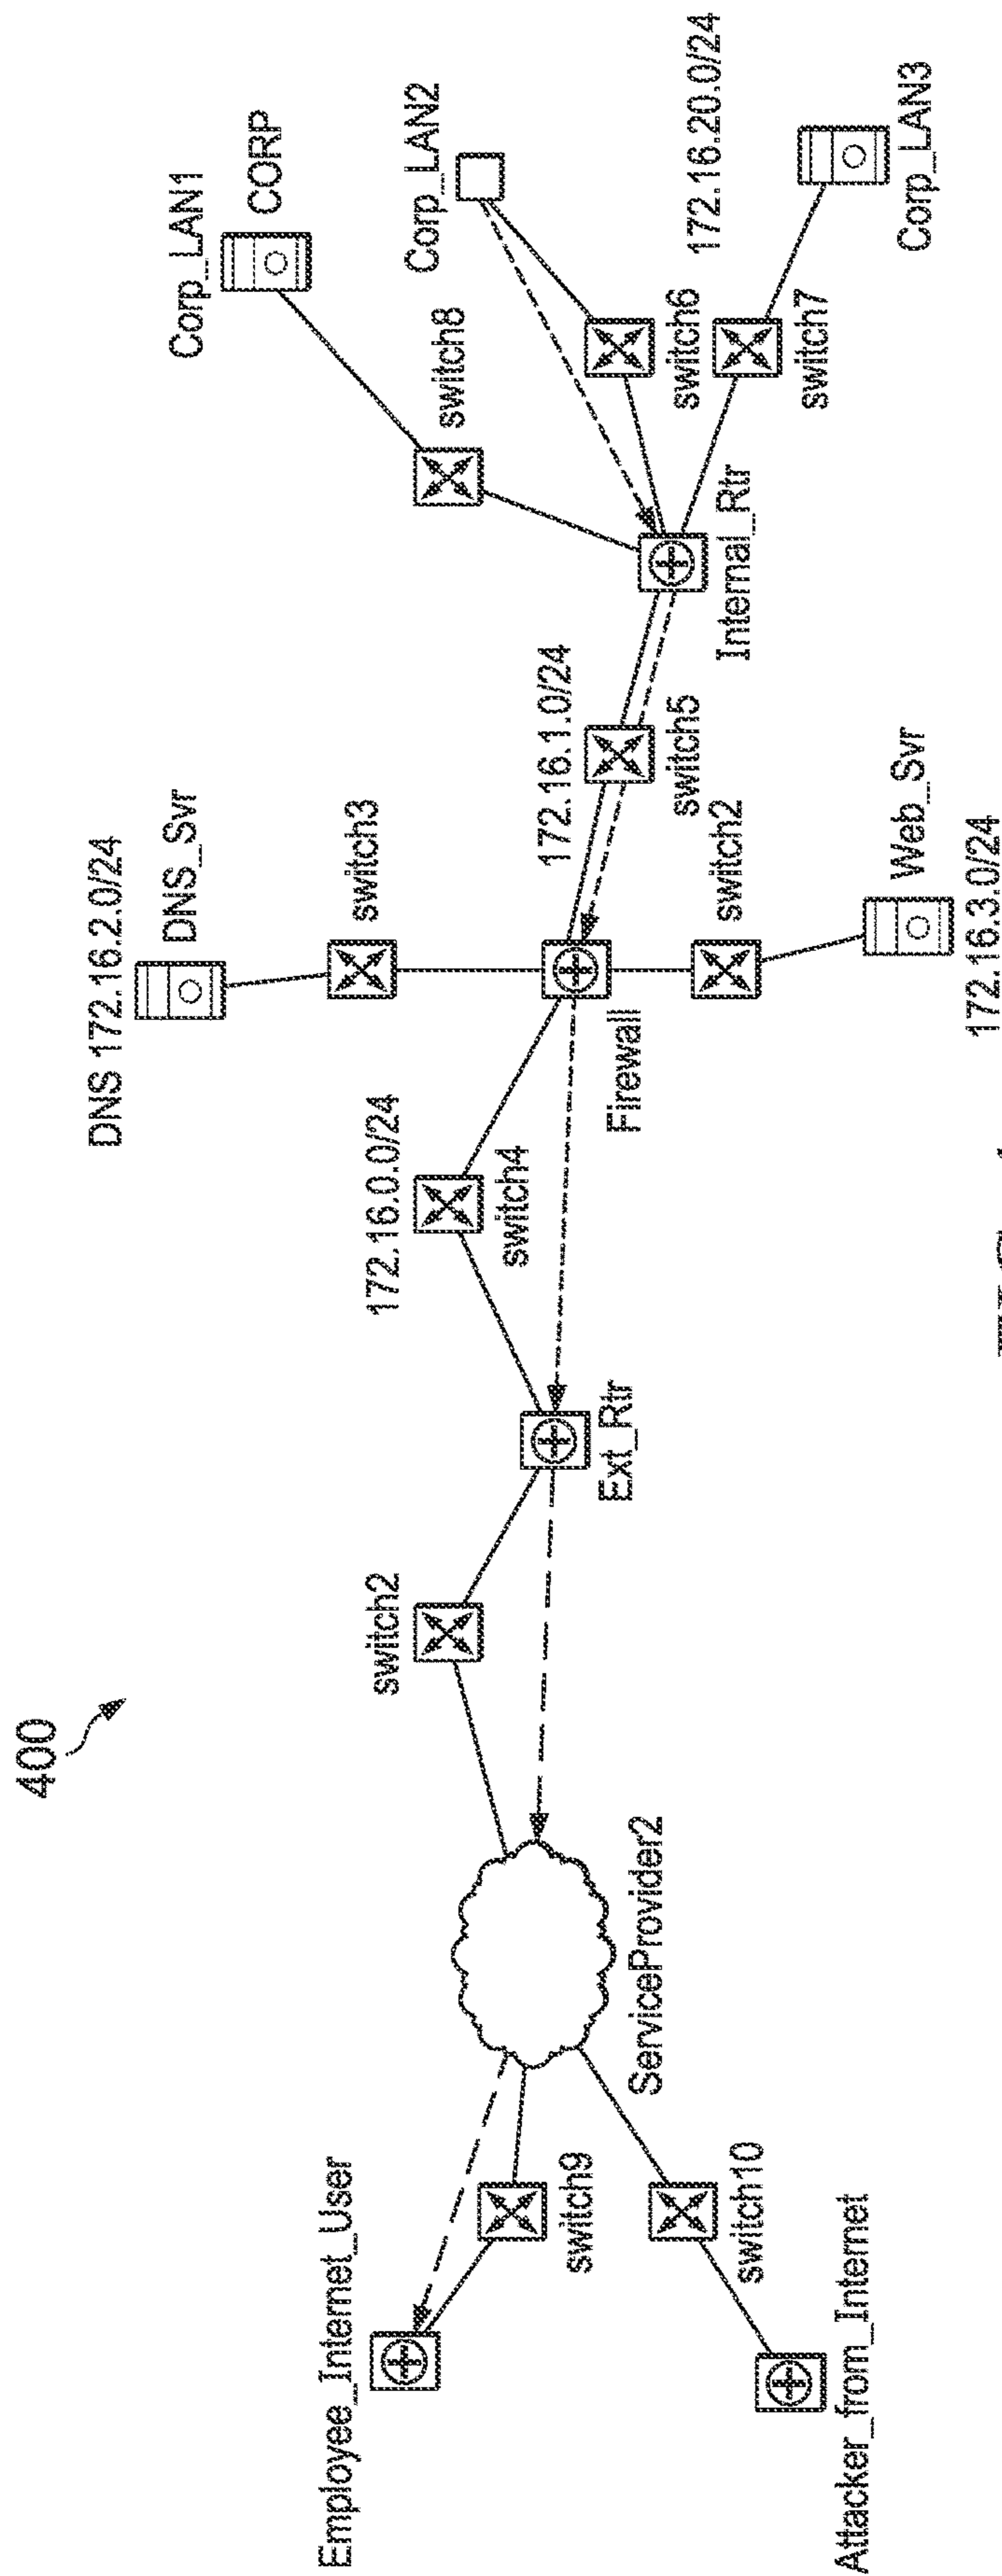 400
Employee_Internet_User
switch9
switch10
Attacker_from_Internet
ServiceProvider2
switch2
Ext_Rtr
172.16.0.0/24
switch4
DNS 172.16.2.0/24
DNS_Svr
switch3
Firewall
172.16.1.0/24
switch5
switch2
Web_Svr
172.16.3.0/24
Internal_Rtr
switch8
Corp_LAN1
CORP
Corp_LAN2
switch6
172.16.20.0/24
switch7
Corp_LAN3